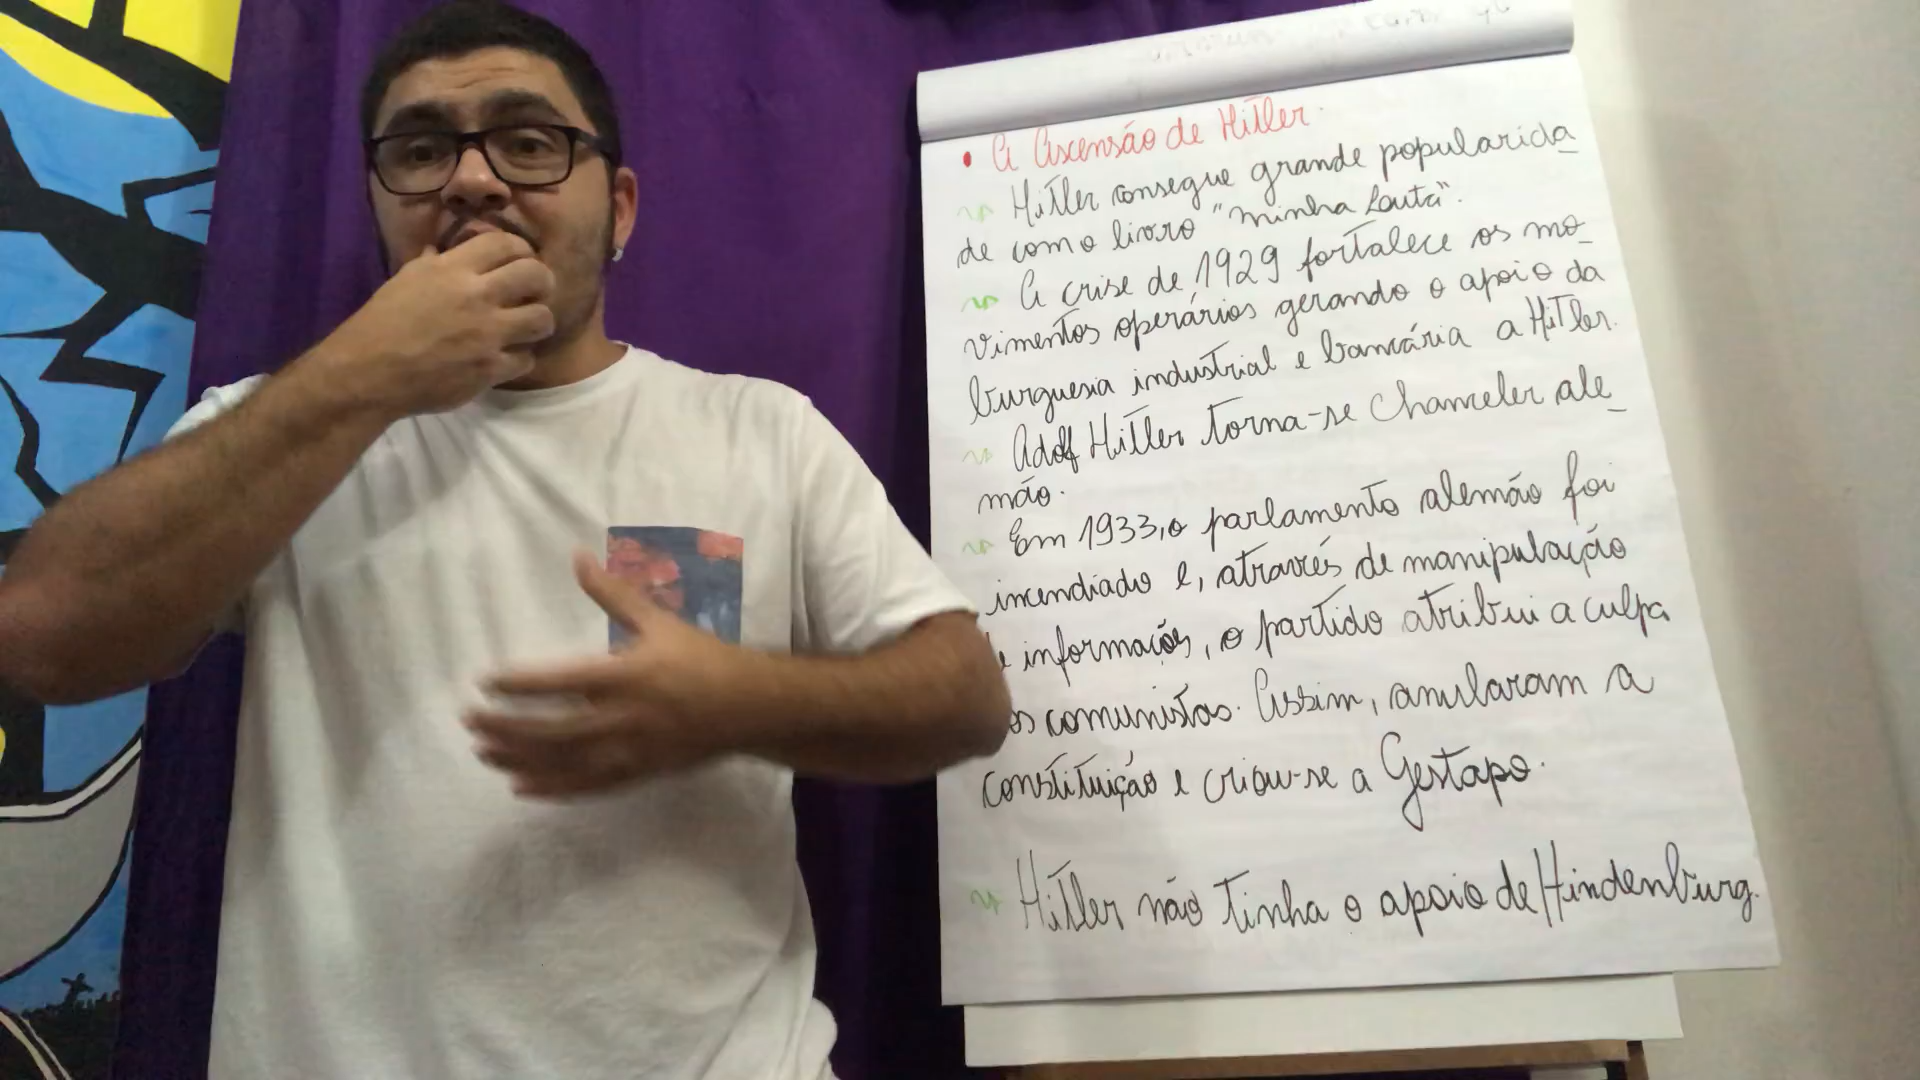 • A Ascensão de Hitler.
Hitler consegue grande popularida_
de com o livro "minha Luuta".
A crise de 1929 fortalece os mo_
vimentos operários gerando o apoio da
burguesia industrial e bancária a Hitler.
Adolf Hitler torna-se Chanceler ale_
mão.
Em 1933, o parlamento alemão foi
incendiado e, através de manipulação
informações, o partido atribui a culpa
os comunistas. Assim, anularam a
constituição e criou-se a Gestapo.
Hitler não tinha o apoio de Hindenburg.